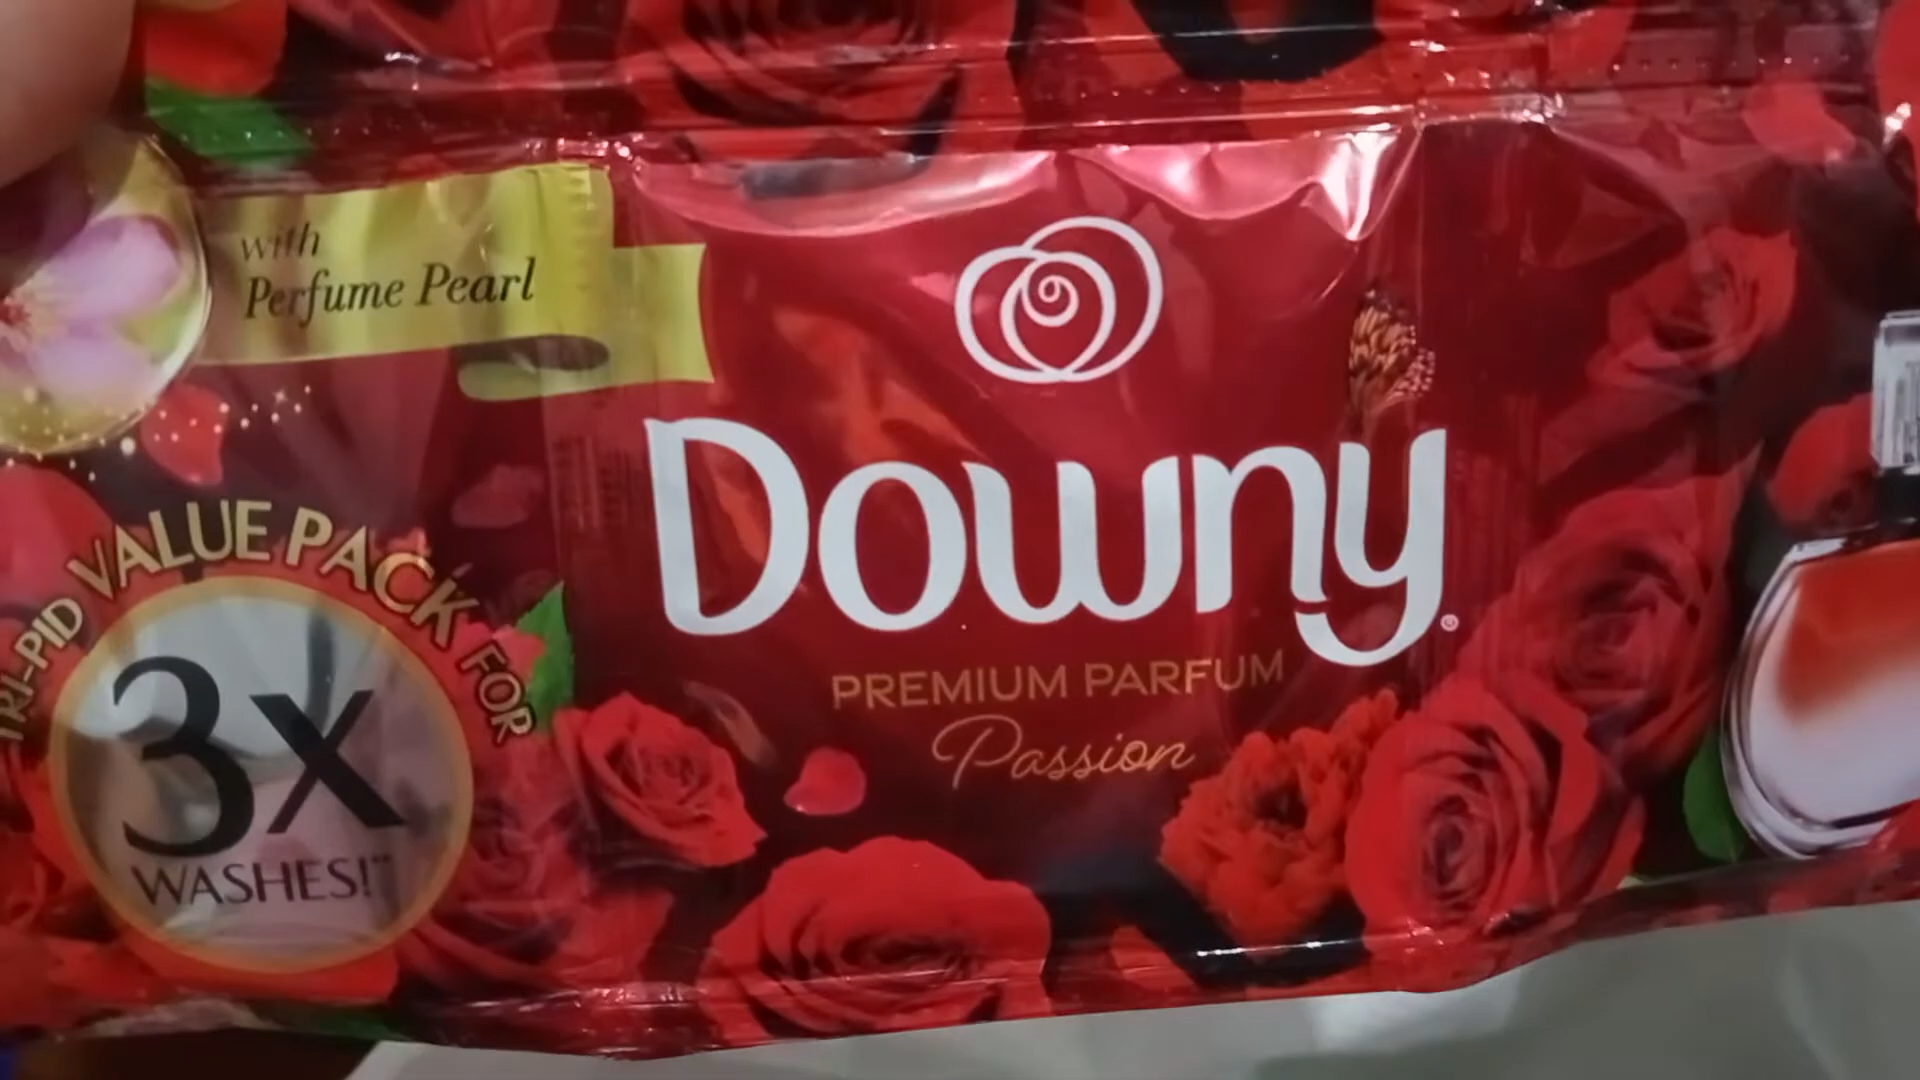 with
Perfume Pearl
TRI-PID VALUE PACK FOR
3x
WASHES!
Downy
PREMIUM PARFUM
Passion